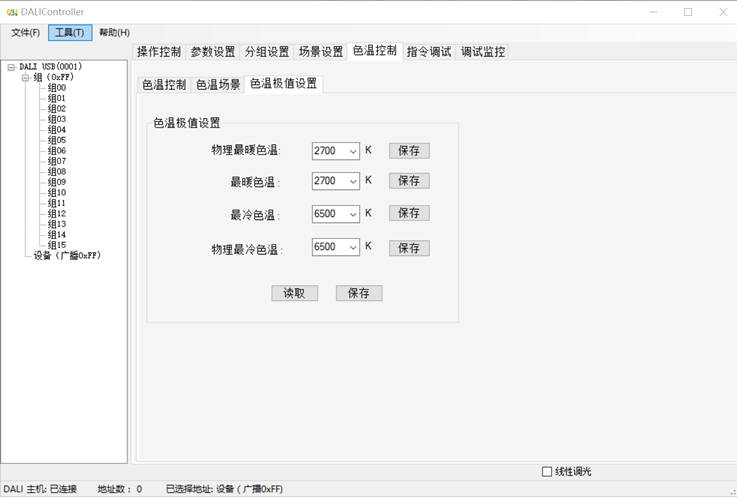 DALIController
文件(F) 工具(T) 帮助(H)
操作控制 参数设置 分组设置 场景设置 色温控制 指令调试 调试监控
DALI USB(0001)
组 (0xFF)
组00
组01
组02
组03
组04
组05
组06
组07
组08
组09
组10
组11
组12
组13
组14
组15
设备 (广播0xFF)
色温控制 色温场景 色温极值设置
色温极值设置
物理最暖色温: 2700 K 保存
最暖色温: 2700 K 保存
最冷色温: 6500 K 保存
物理最冷色温: 6500 K 保存
读取 保存
线性调光
DALI 主机: 已连接 地址数: 0 已选择地址: 设备 (广播0xFF)